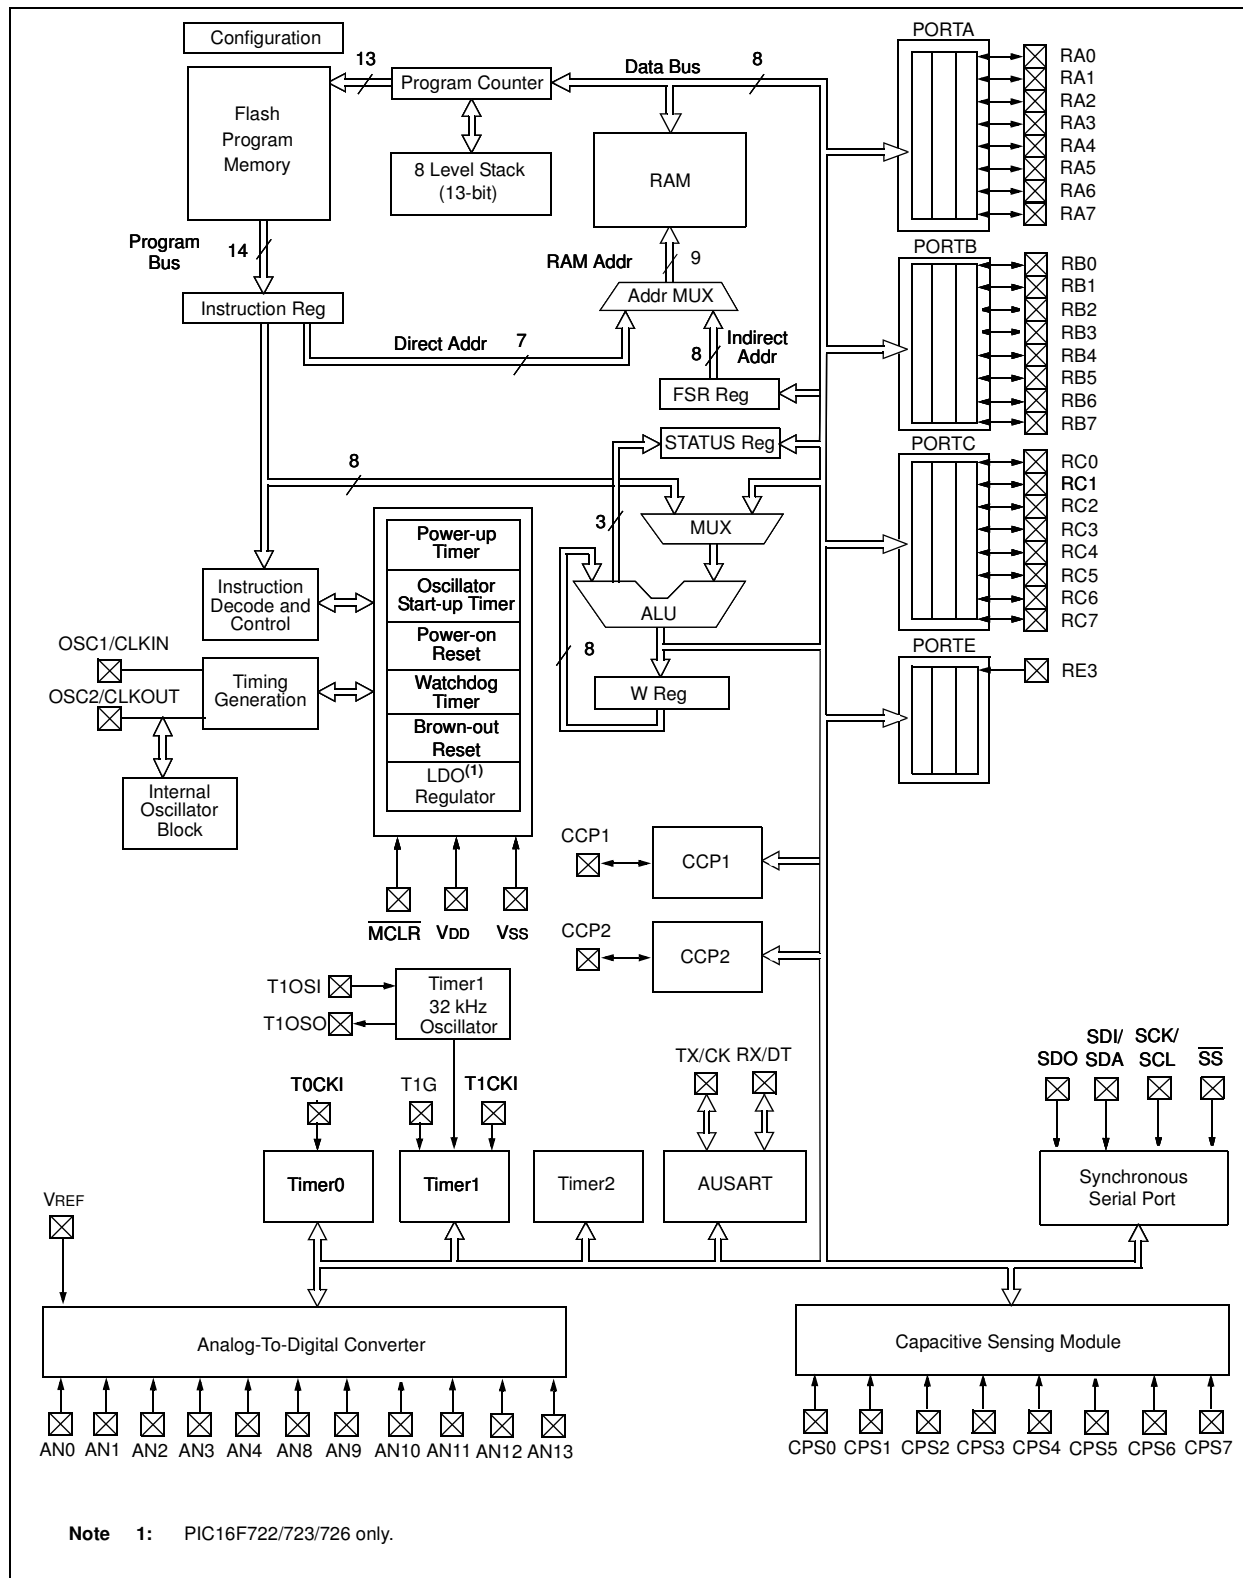 Configuration
Flash
Program
Memory
13
Program Counter
8 Level Stack
(13-bit)
Data Bus
8
RAM
Program
Bus
14
Instruction Reg
RAM Addr
9
Addr MUX
Direct Addr
7
Indirect
Addr
8
FSR Reg
STATUS Reg
8
3
MUX
ALU
8
W Reg
Instruction
Decode and
Control
OSC1/CLKIN
OSC2/CLKOUT
Timing
Generation
Internal
Oscillator
Block
Power-up
Timer
Oscillator
Start-up Timer
Power-on
Reset
Watchdog
Timer
Brown-out
Reset
LDO(1)
Regulator
MCLR
VDD
VSS
PORTA
RA0
RA1
RA2
RA3
RA4
RA5
RA6
RA7
PORTB
RB0
RB1
RB2
RB3
RB4
RB5
RB6
RB7
PORTC
RC0
RC1
RC2
RC3
RC4
RC5
RC6
RC7
PORTE
RE3
CCP1
CCP1
CCP2
CCP2
T1OSI
T1OSO
Timer1
32 kHz
Oscillator
T0CKI
T1G
T1CKI
TX/CK
RX/DT
Timer0
Timer1
Timer2
AUSART
SDO
SDI/
SDA
SCK/
SCL
SS
Synchronous
Serial Port
VREF
Analog-To-Digital Converter
AN0
AN1
AN2
AN3
AN4
AN8
AN9
AN10
AN11
AN12
AN13
Capacitive Sensing Module
CPS0
CPS1
CPS2
CPS3
CPS4
CPS5
CPS6
CPS7
Note 1: PIC16F722/723/726 only.